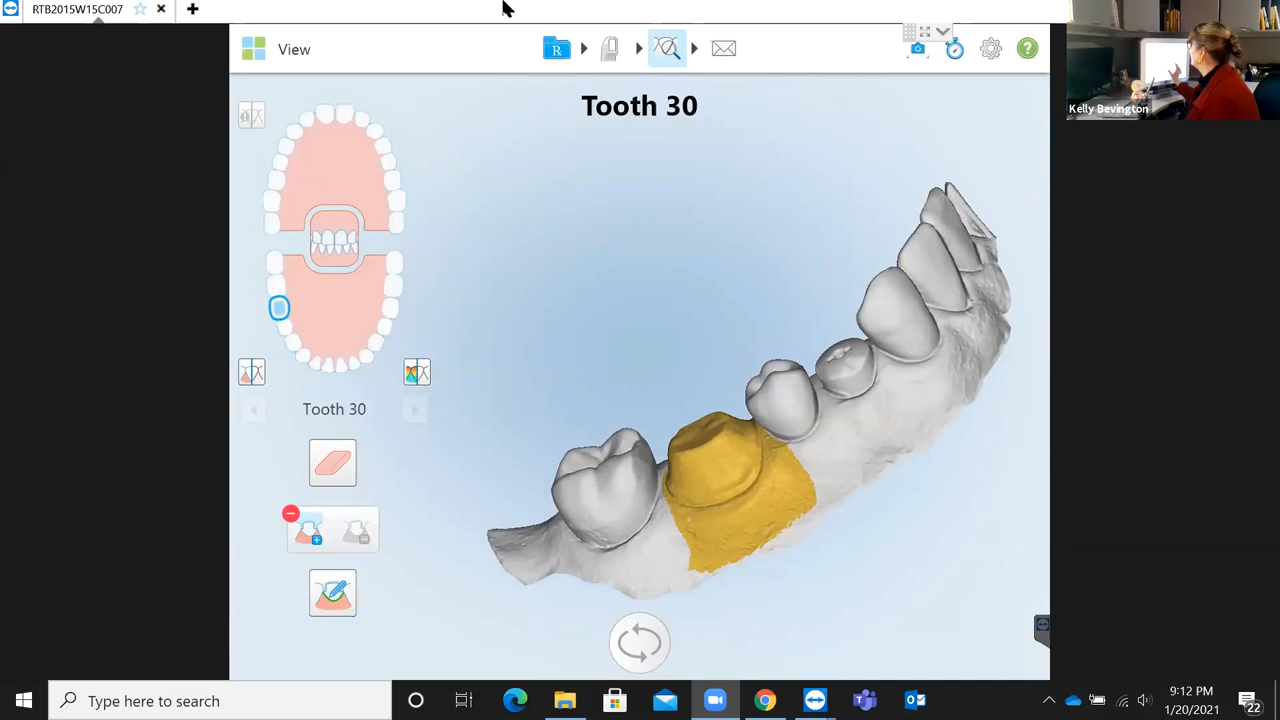 RTB2015W15C007
View
Rx
Tooth 30
Kelly Bevington
Tooth 30
Type here to search
9:12 PM
1/20/2021
22